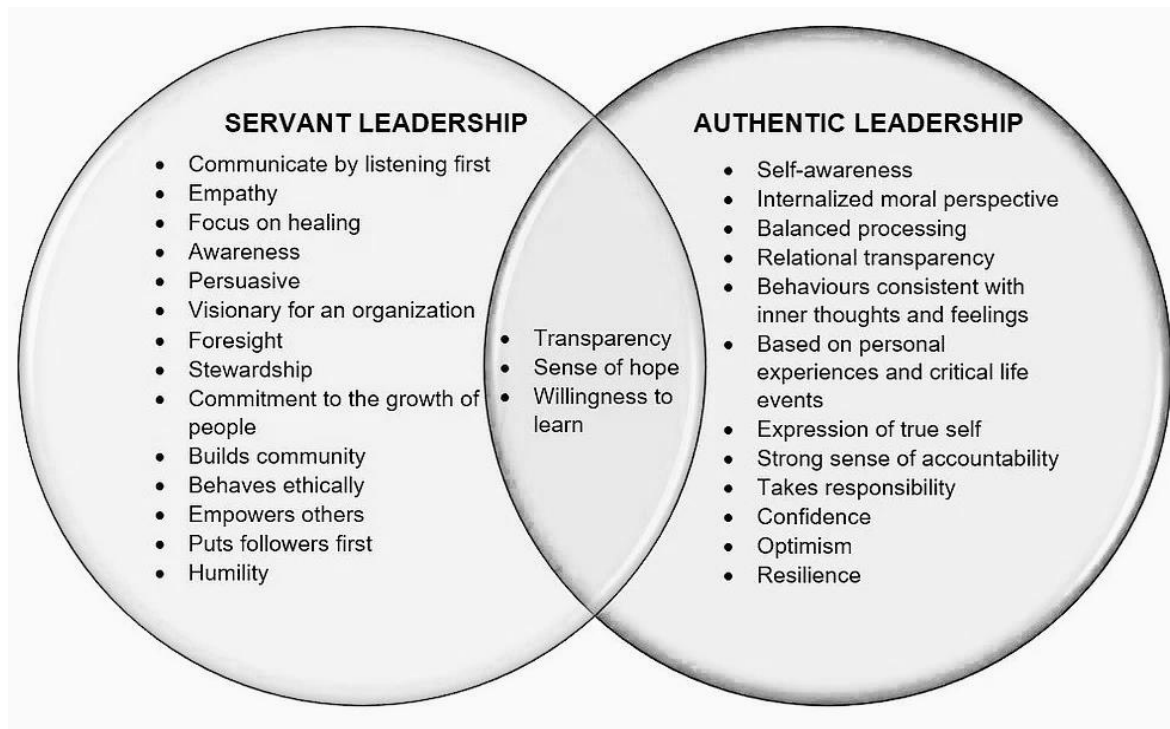 SERVANT LEADERSHIP
• Communicate by listening first
• Empathy
• Focus on healing
• Awareness
• Persuasive
• Visionary for an organization
• Foresight
• Stewardship
• Commitment to the growth of
people
• Builds community
• Behaves ethically
• Empowers others
• Puts followers first
• Humility
• Transparency
• Sense of hope
• Willingness to
learn
AUTHENTIC LEADERSHIP
• Self-awareness
• Internalized moral perspective
• Balanced processing
• Relational transparency
• Behaviours consistent with
inner thoughts and feelings
• Based on personal
experiences and critical life
events
• Expression of true self
• Strong sense of accountability
• Takes responsibility
• Confidence
• Optimism
• Resilience